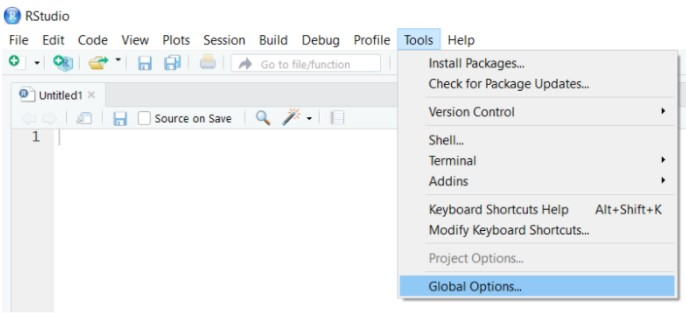 RStudio
File Edit Code View Plots Session Build Debug Profile Tools Help
Go to file/function
Untitled1
Source on Save
1
Install Packages...
Check for Package Updates...
Version Control
Shell...
Terminal
Addins
Keyboard Shortcuts Help Alt+Shift+K
Modify Keyboard Shortcuts...
Project Options...
Global Options...